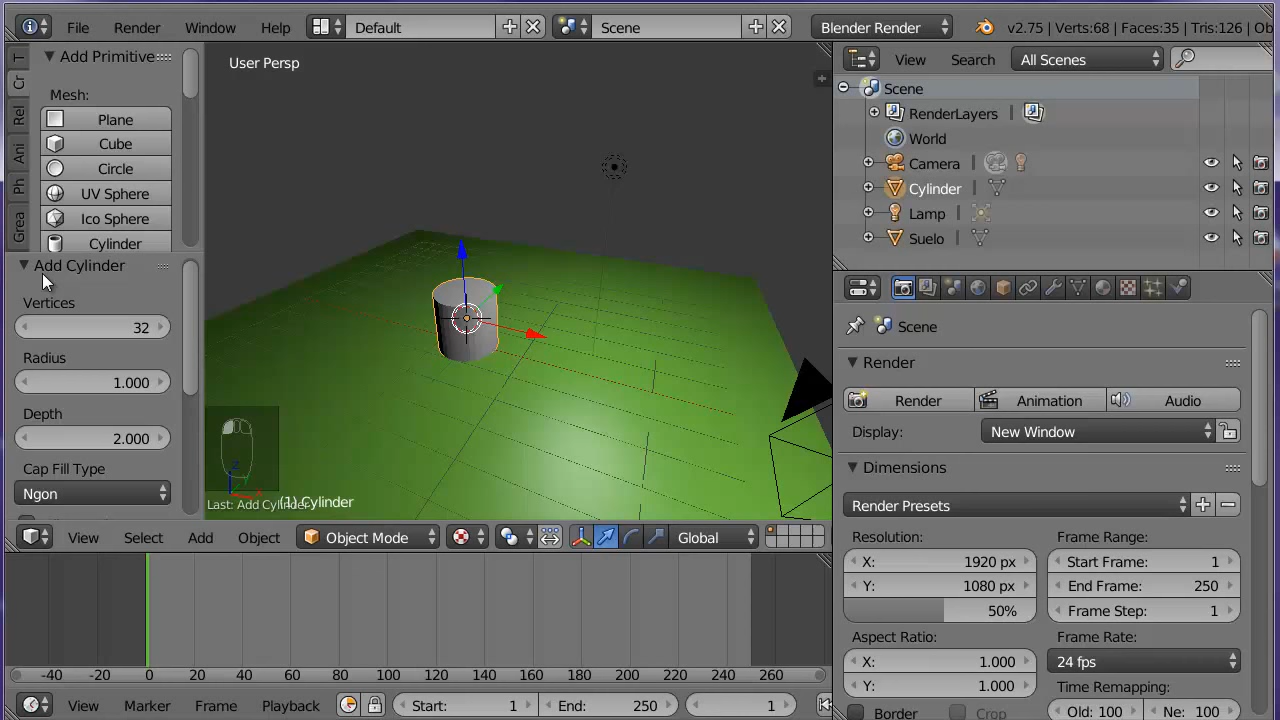 File Render Window Help Default Scene Blender Render v2.75 | Verts:68 | Faces:35 | Tris:126 | Ob
T
Cr
Rel
Ani
Ph
Grea
Add Primitive
Mesh:
Plane
Cube
Circle
UV Sphere
Ico Sphere
Cylinder
Add Cylinder
Vertices
32
Radius
1.000
Depth
2.000
Cap Fill Type
Ngon
User Persp
Z
Last: Add Cylinder
(1) Cylinder
View Select Add Object Object Mode Global
-40 -20 0 20 40 60 80 100 120 140 160 180 200 220 240 260
View Marker Frame Playback Start: 1 End: 250 1
View Search All Scenes
Scene
RenderLayers |
World
Camera |
Cylinder |
Lamp |
Suelo |
Scene
Render
Render Animation Audio
Display: New Window
Dimensions
Render Presets
Resolution: Frame Range:
X: 1920 px Start Frame: 1
Y: 1080 px End Frame: 250
50% Frame Step: 1
Aspect Ratio: Frame Rate:
X: 1.000 24 fps
Y: 1.000 Time Remapping:
Border Crop Old: 100 Ne: 100